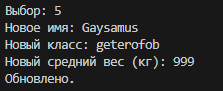 Выбор: 5
Новое имя: Gaysamus
Новый класс: geterofob
Новый средний вес (кг): 999
Обновлено.